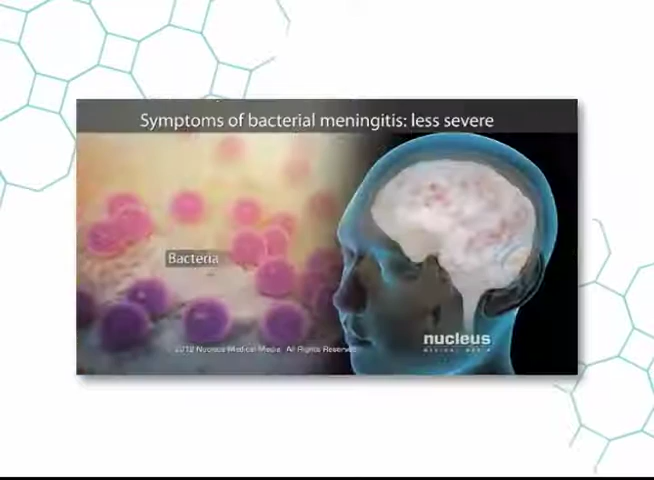 Symptoms of bacterial meningitis: less severe
Bacteria
2012 Nucleus Medical Media. All Rights Reserved
nucleus
MEDICAL MEDIA